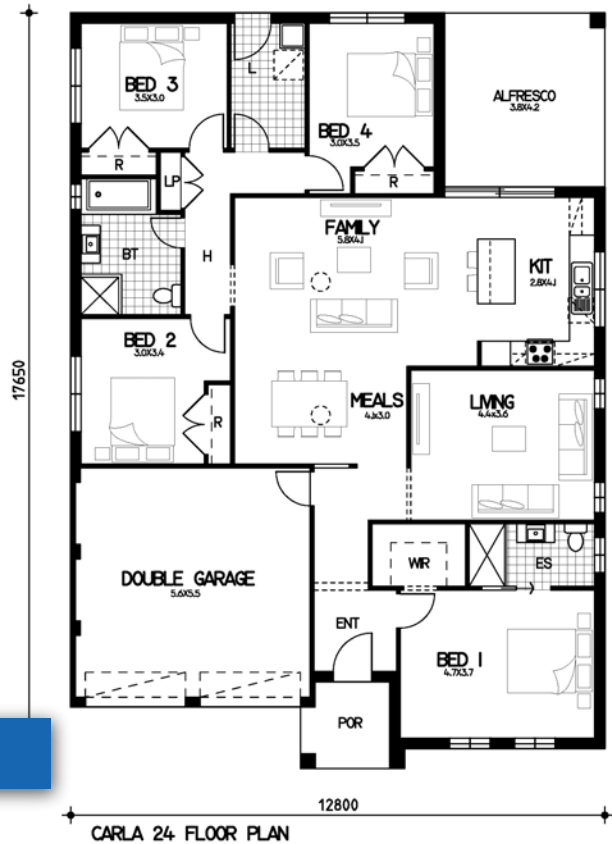 BED 3
3.5X3.0
L
BED 4
3.0X3.5
ALFRESCO
3.8X4.2
R
LP
R
FAMILY
5.8X4.1
BT
H
KIT
2.8X4.1
BED 2
3.0X3.4
17650
R
MEALS
4.1x3.0
LIVING
4.4x3.6
DOUBLE GARAGE
5.6X5.5
WIR
ES
ENT
BED 1
4.7X3.7
POR
12800
CARLA 24 FLOOR PLAN